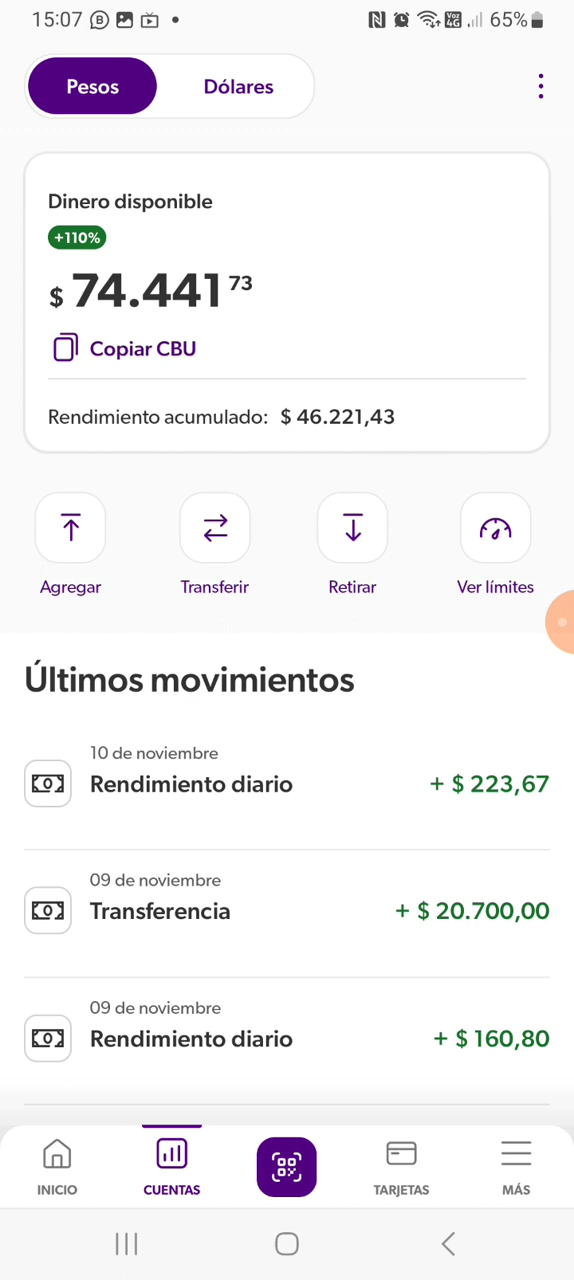 15:07 65%
Pesos Dólares
Dinero disponible
+110%
$ 74.441 73
Copiar CBU
Rendimiento acumulado: $ 46.221,43
Agregar Transferir Retirar Ver límites
Últimos movimientos
10 de noviembre
Rendimiento diario + $ 223,67
09 de noviembre
Transferencia + $ 20.700,00
09 de noviembre
Rendimiento diario + $ 160,80
INICIO CUENTAS TARJETAS MÁS